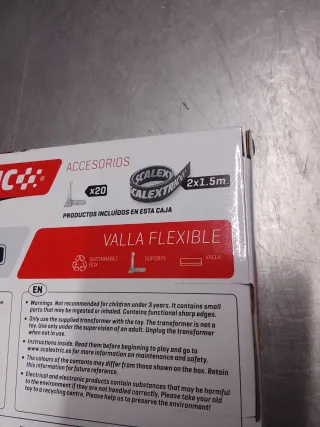 IC
ACCESORIOS
x20
SCALEXT
CALEXTRIC
2x1.5m.
PRODUCTOS INCLUÍDOS EN ESTA CAJA
VALLA FLEXIBLE
SUSTAINABLE BOX
SOPORTE
VALLA
EN
• Warnings. Not recommended for children under 3 years. It contains small
parts that may be ingested or inhaled. Contains functional sharp edges.
• Only use the supplied transformer with the toy. The transformer is not a
toy. Use only under the supervision of an adult. Unplug the transformer
when not in use.
• Instructions inside. Read them before beginning to play and go to
www.scalextric.es for more information on maintenance and safety.
• The colours of the contents may differ from those shown on the box. Retain
this information for future reference.
• Electrical and electronic products contain substances that may be harmful
to the environment if they are not handled correctly. Please take your old
toy to a recycling centre. Please help us to preserve the environment!